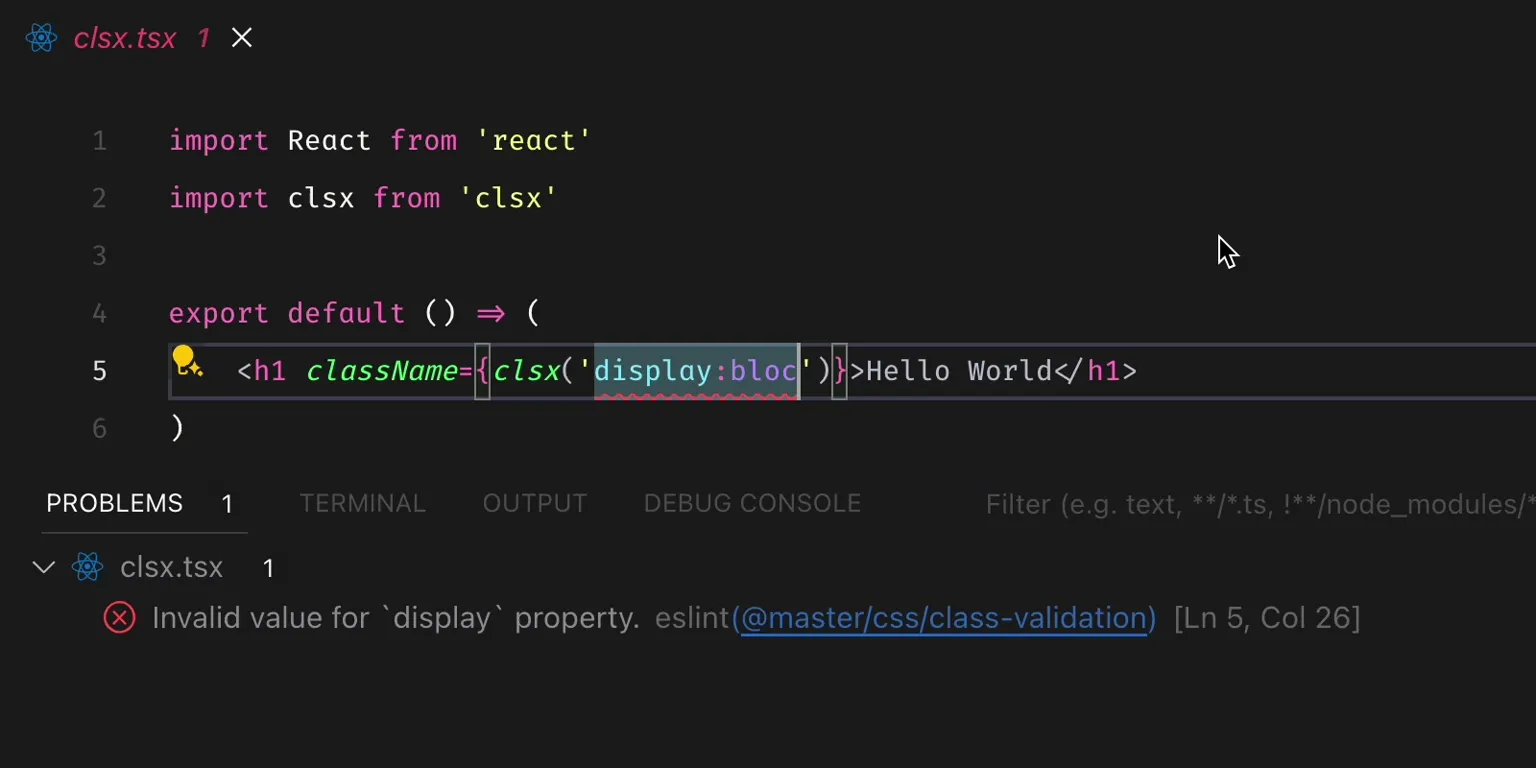 clsx.tsx 1
1 import React from 'react'
2 import clsx from 'clsx'
3
4 export default () => (
5 <h1 className={clsx('display:bloc')}>Hello World</h1>
6 )
PROBLEMS 1 TERMINAL OUTPUT DEBUG CONSOLE Filter (e.g. text, **/*.ts, !**/node_modules/*
clsx.tsx 1
Invalid value for `display` property. eslint(@master/css/class-validation) [Ln 5, Col 26]